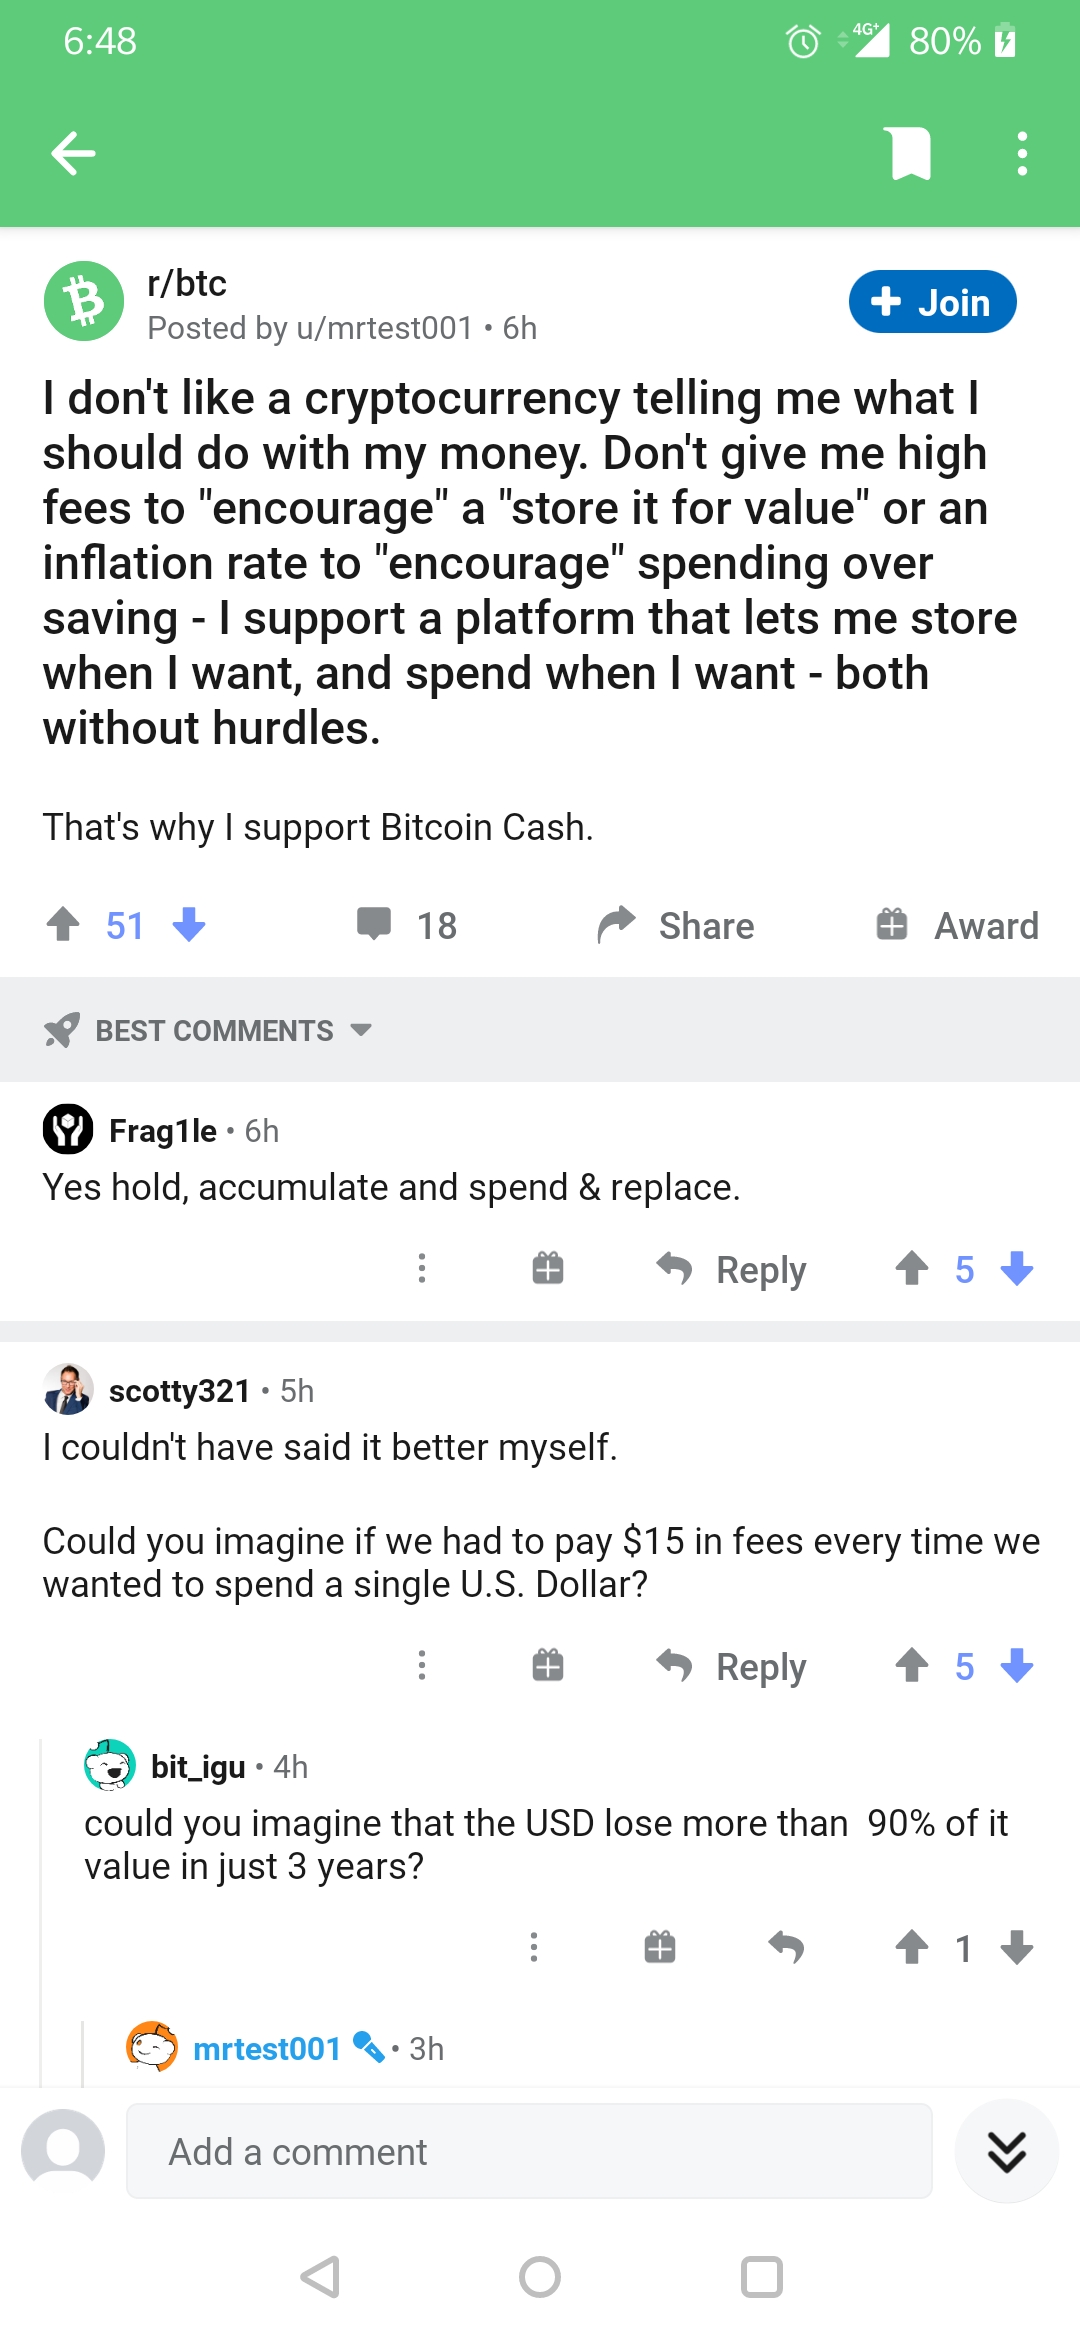 6:48
4G+ 80%
r/btc
Posted by u/mrtest001 • 6h
Join
I don't like a cryptocurrency telling me what I
should do with my money. Don't give me high
fees to "encourage" a "store it for value" or an
inflation rate to "encourage" spending over
saving - I support a platform that lets me store
when I want, and spend when I want - both
without hurdles.
That's why I support Bitcoin Cash.
51 18 Share Award
BEST COMMENTS
Frag1le • 6h
Yes hold, accumulate and spend & replace.
Reply 5
scotty321 • 5h
I couldn't have said it better myself.
Could you imagine if we had to pay $15 in fees every time we
wanted to spend a single U.S. Dollar?
Reply 5
bit_igu • 4h
could you imagine that the USD lose more than  90% of it
value in just 3 years?
1
mrtest001 • 3h
Add a comment